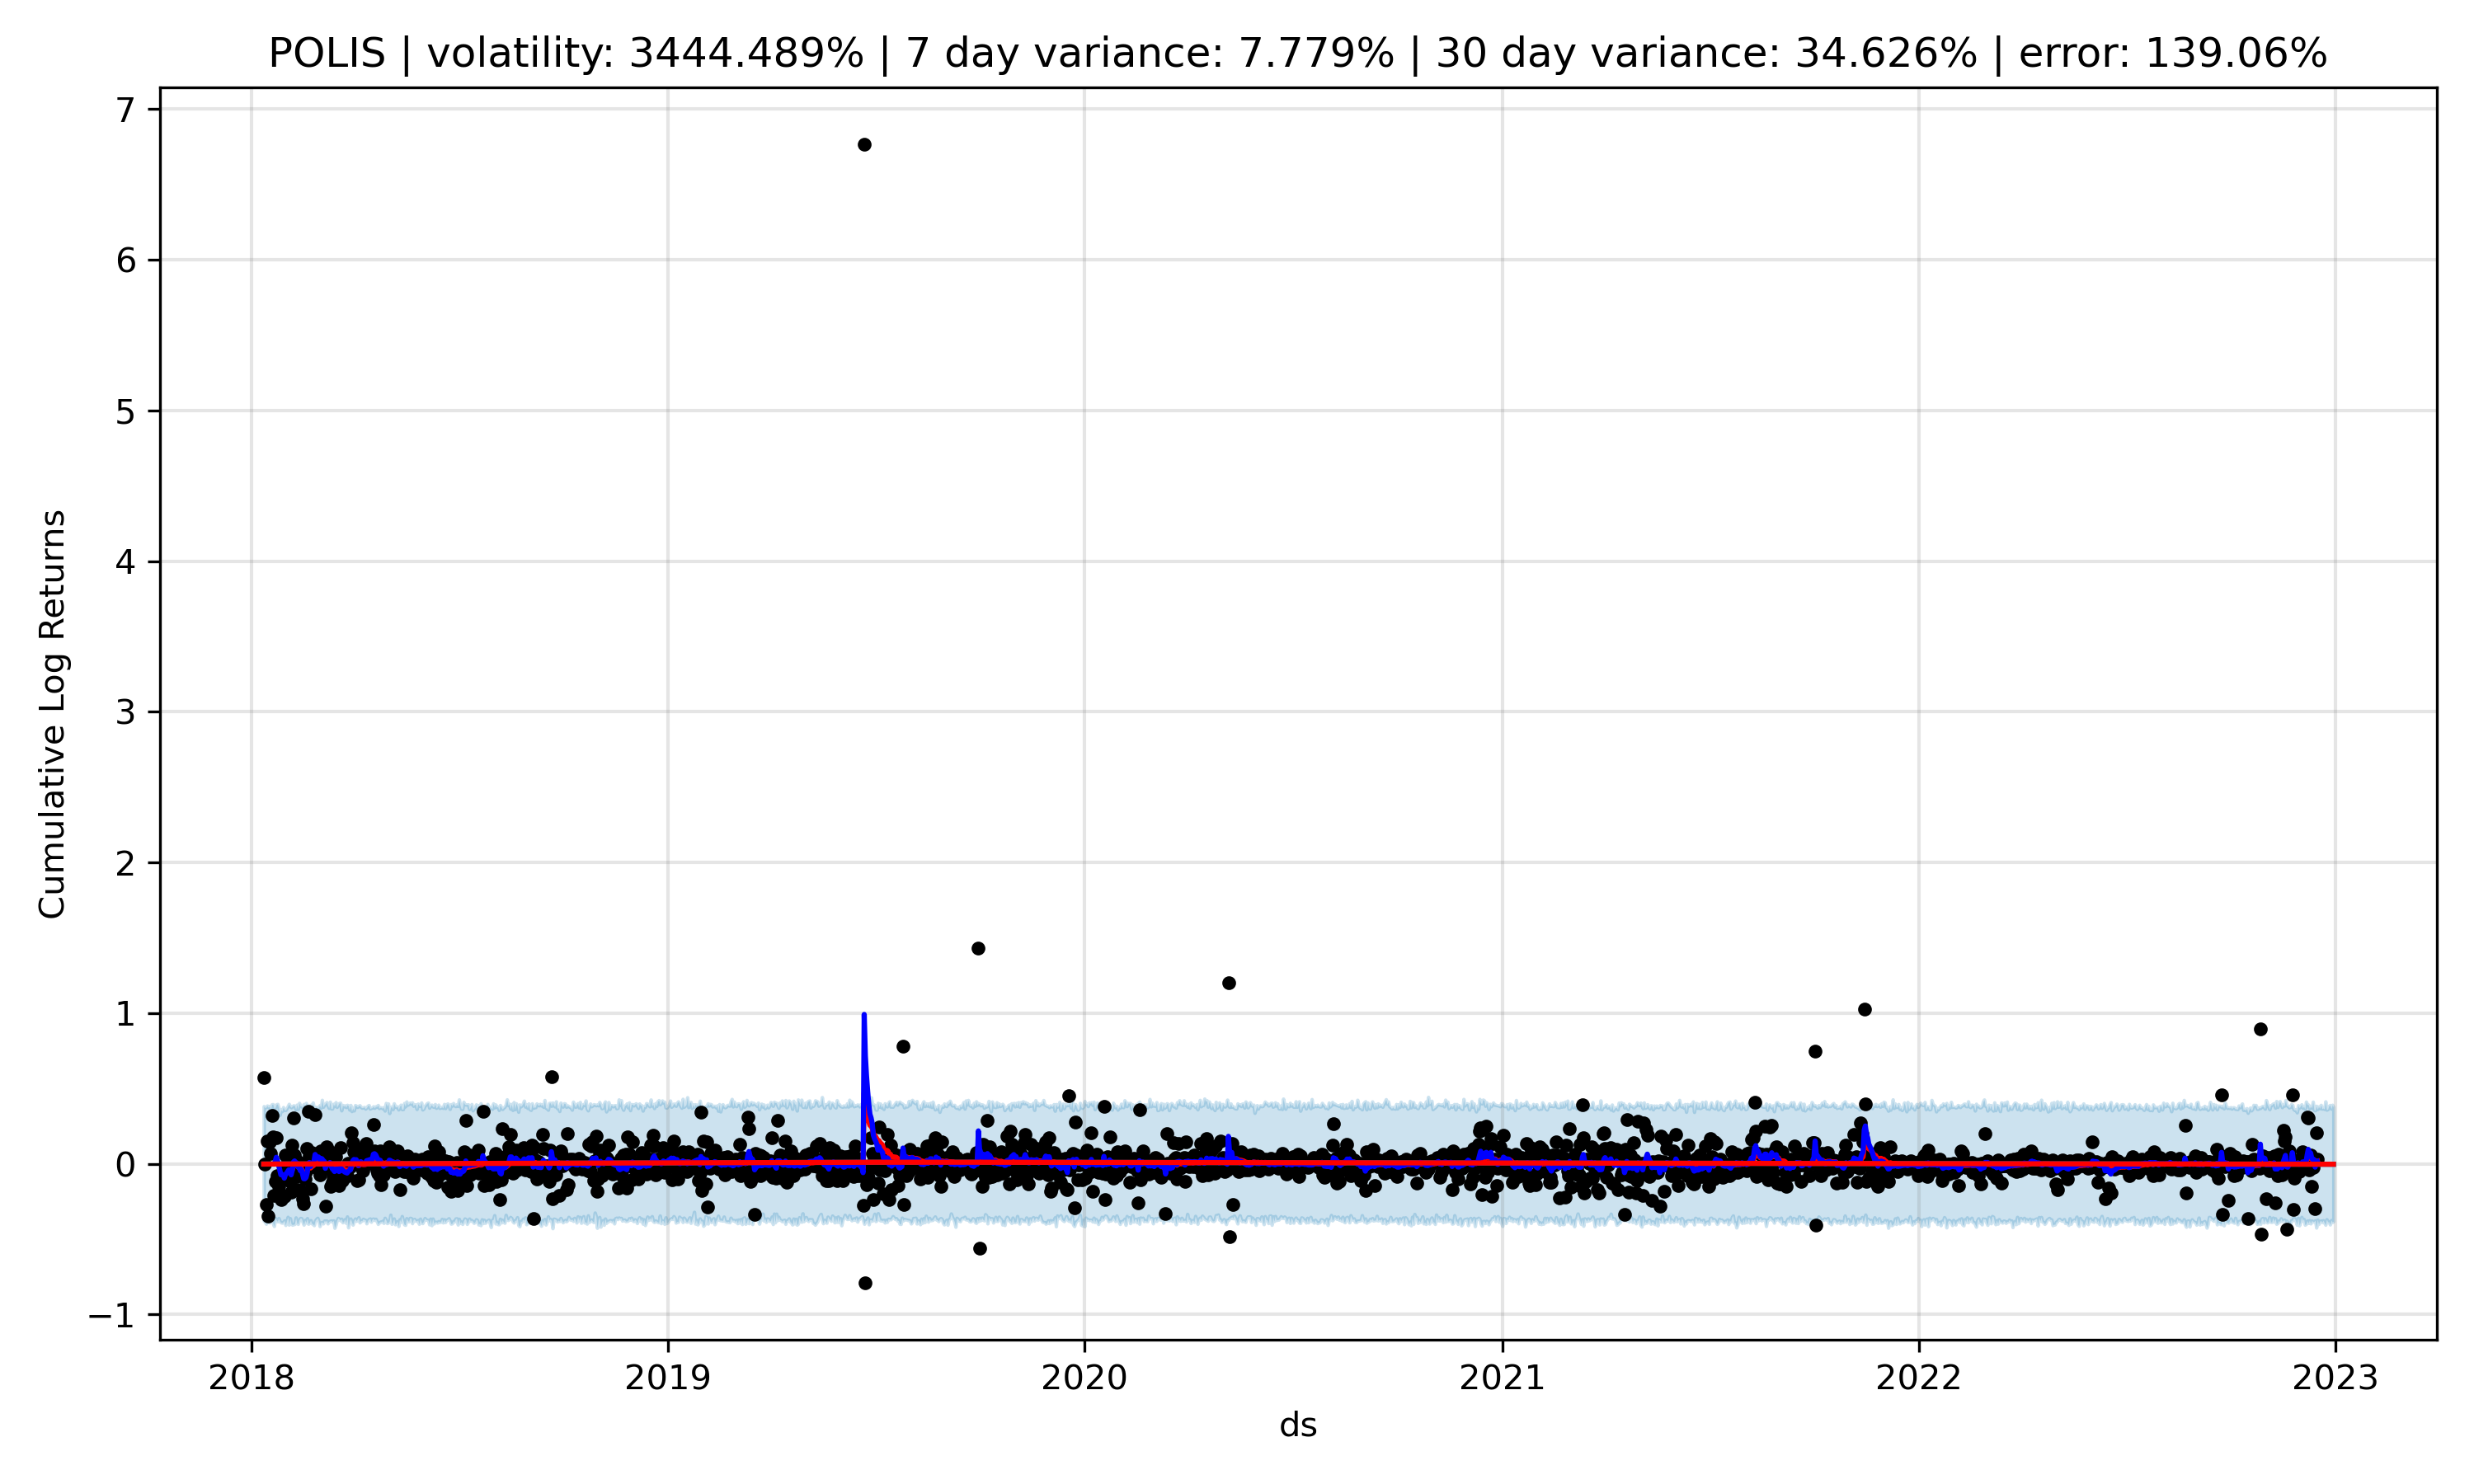 POLIS | volatility: 3444.489% | 7 day variance: 7.779% | 30 day variance: 34.626% | error: 139.06%
7
6
5
4
3
2
1
0
−1
Cumulative Log Returns
2018 2019 2020 2021 2022 2023
ds